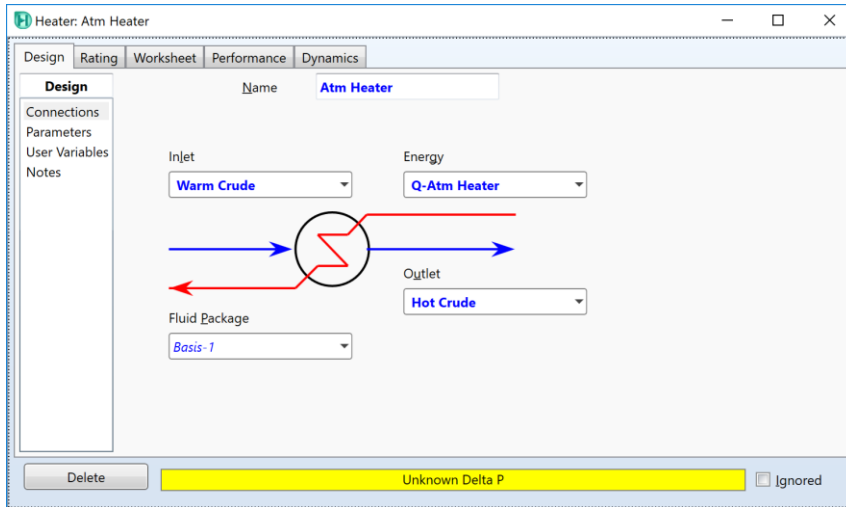 Heater: Atm Heater
Design Rating Worksheet Performance Dynamics
Design
Connections
Parameters
User Variables
Notes
Name Atm Heater
Inlet Energy
Warm Crude Q-Atm Heater
Outlet
Hot Crude
Fluid Package
Basis-1
Delete Unknown Delta P Ignored